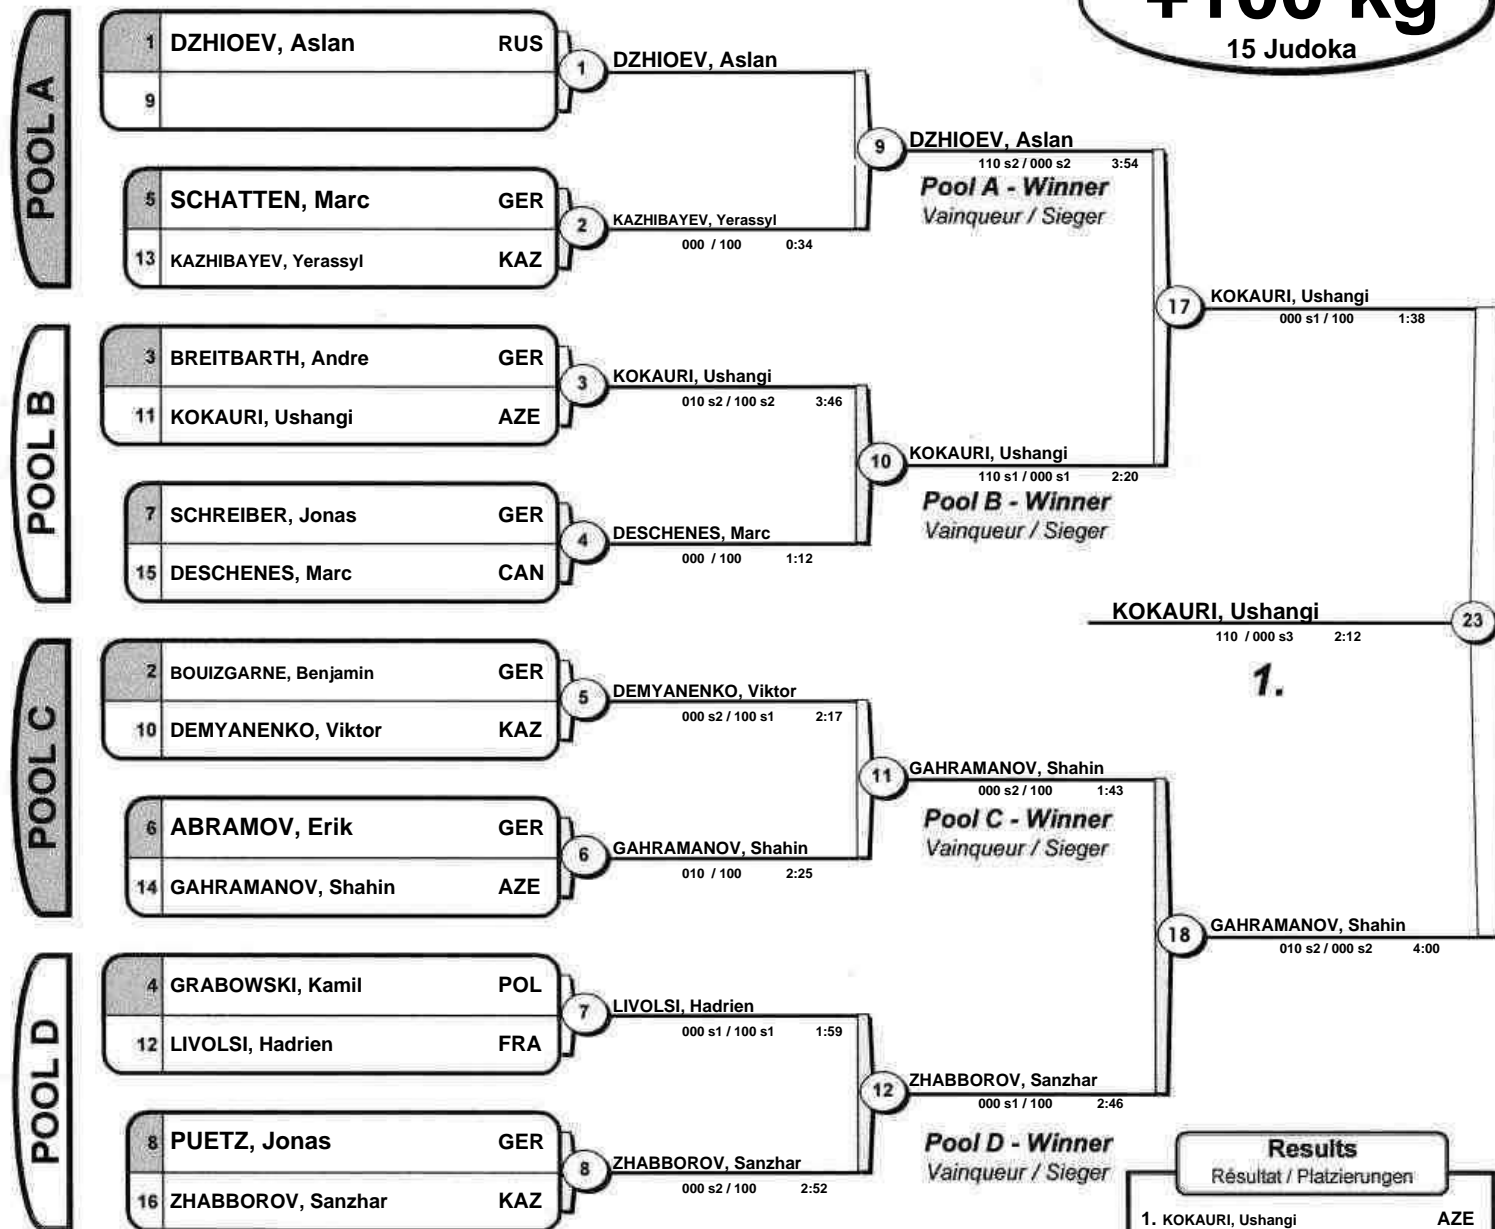 +100 kg
15 Judoka
POOL A
1 DZHIOEV, Aslan RUS
9
1
DZHIOEV, Aslan
5 SCHATTEN, Marc GER
13 KAZHIBAYEV, Yerassyl KAZ
2
KAZHIBAYEV, Yerassyl
000 / 100 0:34
9
DZHIOEV, Aslan
110 s2 / 000 s2 3:54
Pool A - Winner
Vainqueur / Sieger
POOL B
3 BREITBARTH, Andre GER
11 KOKAURI, Ushangi AZE
3
KOKAURI, Ushangi
010 s2 / 100 s2 3:46
7 SCHREIBER, Jonas GER
15 DESCHENES, Marc CAN
4
DESCHENES, Marc
000 / 100 1:12
10
KOKAURI, Ushangi
110 s1 / 000 s1 2:20
Pool B - Winner
Vainqueur / Sieger
17
KOKAURI, Ushangi
000 s1 / 100 1:38
KOKAURI, Ushangi
23
110 / 000 s3 2:12
1.
POOL C
2 BOUIZGARNE, Benjamin GER
10 DEMYANENKO, Viktor KAZ
5
DEMYANENKO, Viktor
000 s2 / 100 s1 2:17
6 ABRAMOV, Erik GER
14 GAHRAMANOV, Shahin AZE
6
GAHRAMANOV, Shahin
010 / 100 2:25
11
GAHRAMANOV, Shahin
000 s2 / 100 1:43
Pool C - Winner
Vainqueur / Sieger
POOL D
4 GRABOWSKI, Kamil POL
12 LIVOLSI, Hadrien FRA
7
LIVOLSI, Hadrien
000 s1 / 100 s1 1:59
8 PUETZ, Jonas GER
16 ZHABBOROV, Sanzhar KAZ
8
ZHABBOROV, Sanzhar
000 s2 / 100 2:52
12
ZHABBOROV, Sanzhar
000 s1 / 100 2:46
Pool D - Winner
Vainqueur / Sieger
18
GAHRAMANOV, Shahin
010 s2 / 000 s2 4:00
Results
Résultat / Platzierungen
1. KOKAURI, Ushangi AZE